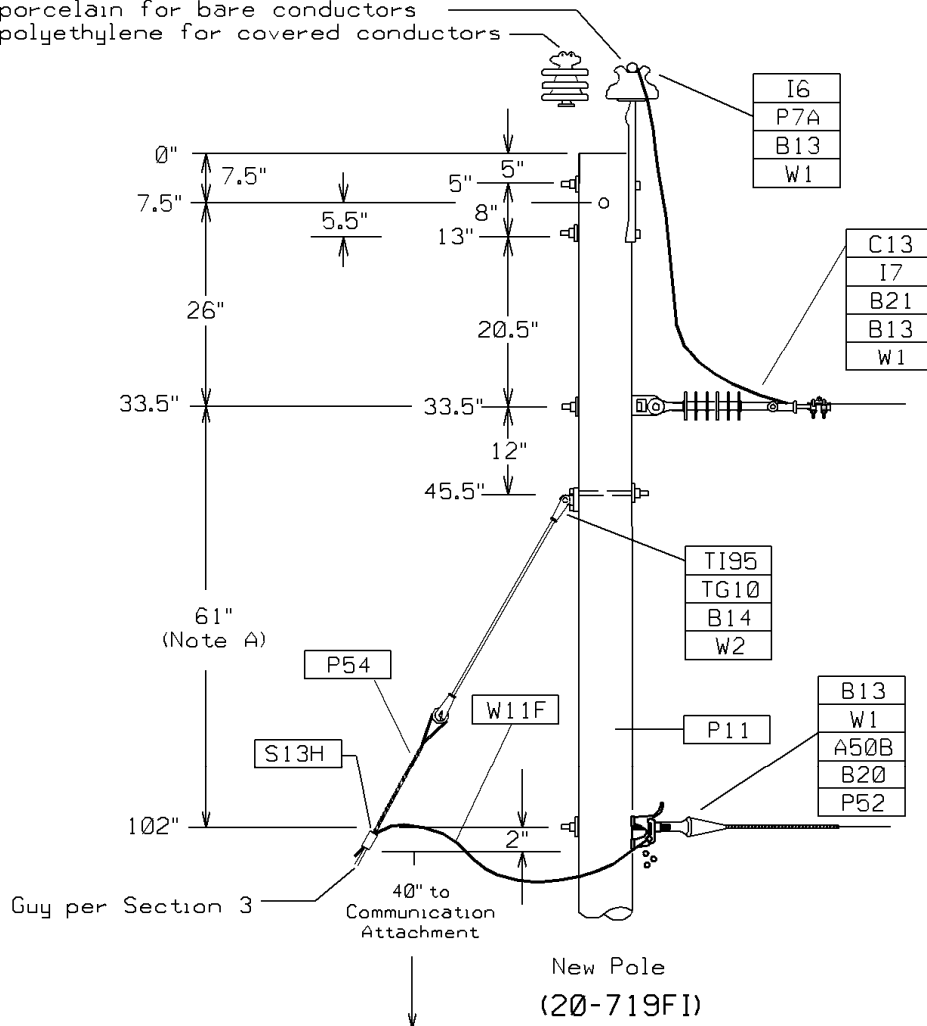 porcelain for bare conductors
polyethylene for covered conductors
I6
P7A
B13
W1
0"
7.5"
5"
5"
7.5"
5.5"
8"
13"
C13
I7
B21
B13
W1
26"
20.5"
33.5"
33.5"
12"
45.5"
TI95
TG10
B14
W2
61"
(Note A)
P54
W11F
P11
B13
W1
A50B
B20
P52
S13H
102"
2"
Guy per Section 3
40" to
Communication
Attachment
New Pole
(20-719FI)